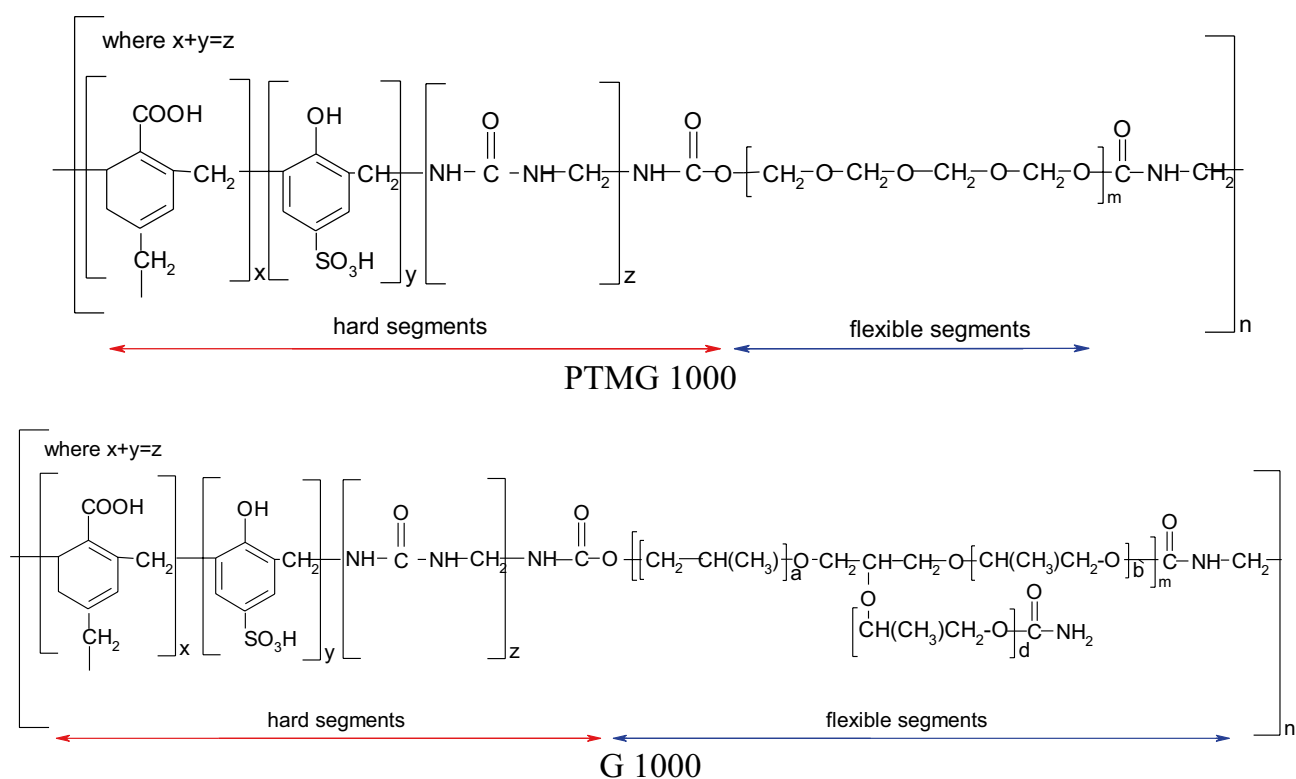 where x+y=z
COOH
OH
O
O
O
CH2
CH2
NH
C
NH
CH2
NH
C
O
CH2
O
CH2
O
CH2
O
CH2
O
m
C
NH
CH2
CH2
x
SO3H
y
z
n
hard segments
flexible segments
PTMG 1000
where x+y=z
COOH
OH
O
O
O
CH2
CH2
NH
C
NH
CH2
NH
C
O
CH2
CH(CH3)
a
O
CH2
CH
CH2
O
CH(CH3)CH2-O
b
m
C
NH
CH2
O
O
CH(CH3)CH2-O
d
C
NH2
CH2
x
SO3H
y
z
n
hard segments
flexible segments
G 1000